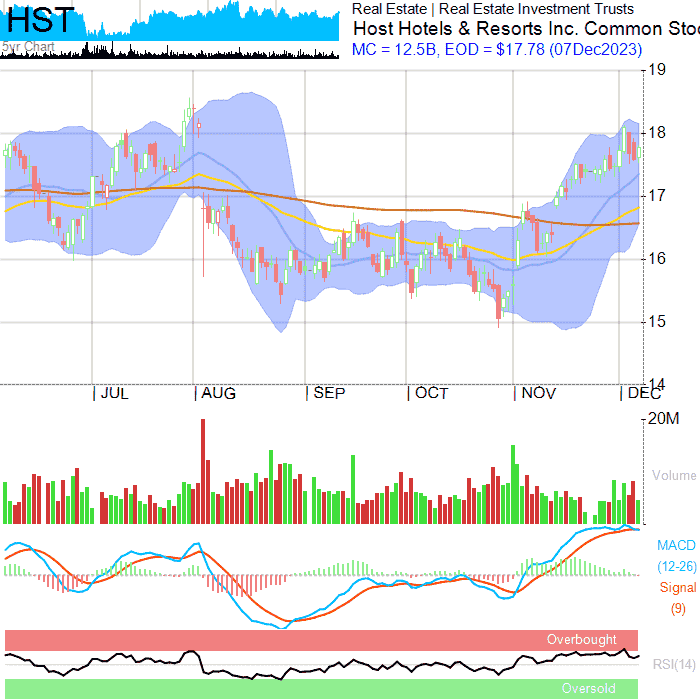 HST
5yr Chart
Real Estate | Real Estate Investment Trusts
Host Hotels & Resorts Inc. Common Stoc
MC = 12.5B, EOD = $17.78 (07Dec2023)
19
18
17
16
15
14
| JUL | AUG | SEP | OCT | NOV | DEC
20M
Volume
MACD
(12-26)
Signal
(9)
Overbought
RSI(14)
Oversold